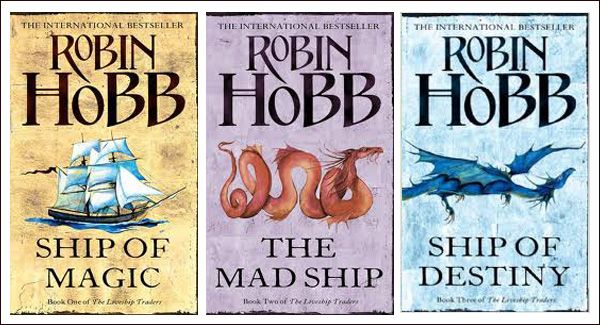 THE INTERNATIONAL BESTSELLER
ROBIN
HOBB
SHIP OF
MAGIC
Book One of The Liveship Traders
THE INTERNATIONAL BESTSELLER
ROBIN
HOBB
THE
MAD SHIP
Book Two of The Liveship Traders
THE INTERNATIONAL BESTSELLER
ROBIN
HOBB
SHIP OF
DESTINY
Book Three of The Liveship Traders